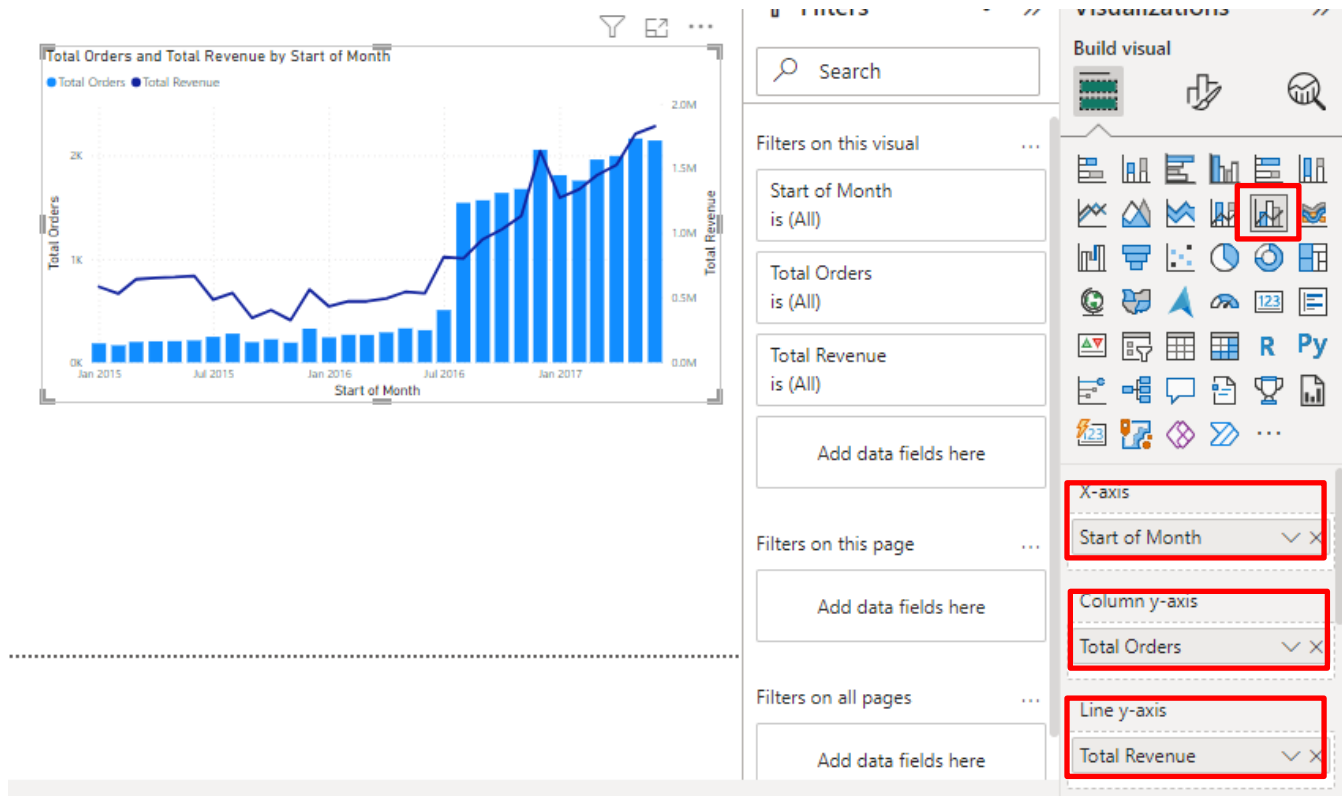 Total Orders and Total Revenue by Start of Month
Total Orders Total Revenue
2K
1K
0K
Total Orders
2.0M
1.5M
1.0M
0.5M
0.0M
Total Revenue
Jan 2015 Jul 2015 Jan 2016 Jul 2016 Jan 2017
Start of Month
Filters
Search
Filters on this visual
Start of Month
is (All)
Total Orders
is (All)
Total Revenue
is (All)
Add data fields here
Filters on this page
Add data fields here
Filters on all pages
Add data fields here
Visualizations
Build visual
123
R Py
123
X-axis
Start of Month
Column y-axis
Total Orders
Line y-axis
Total Revenue